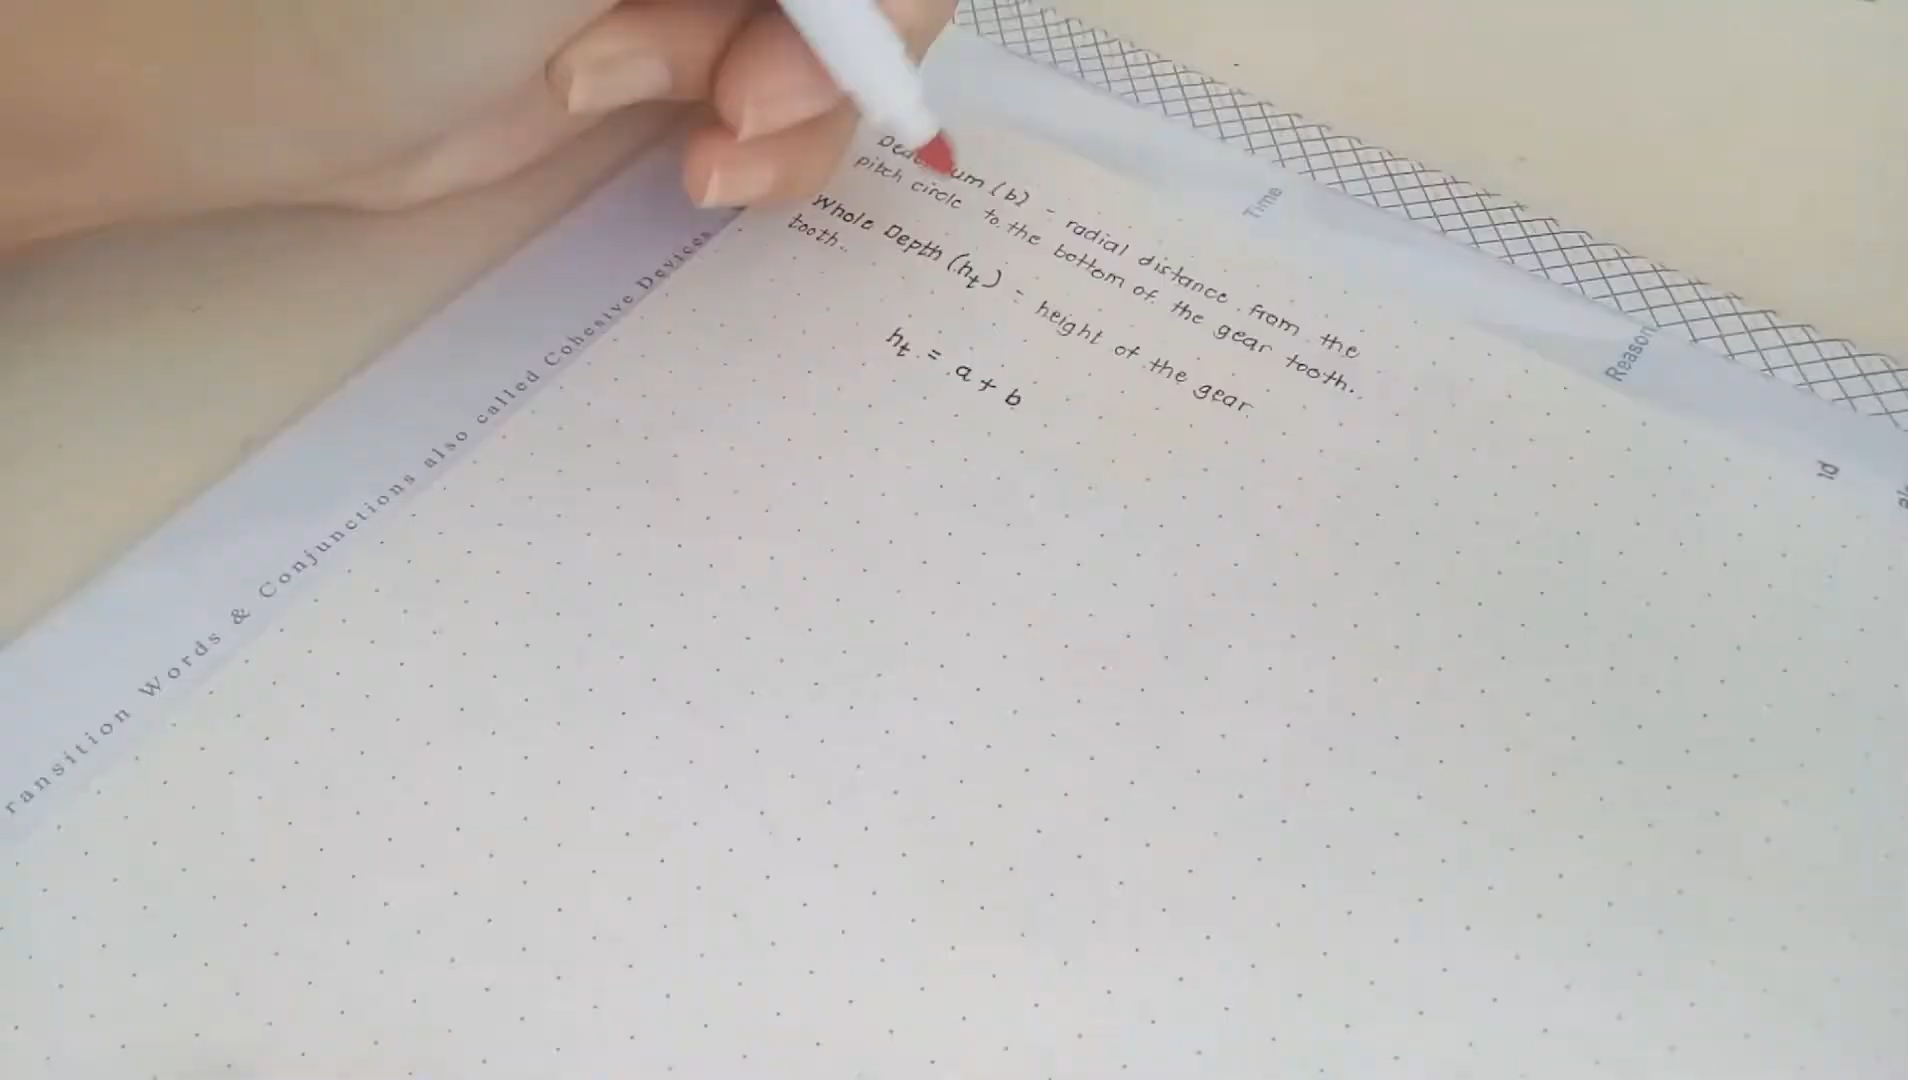 (b) - radial distance from the
pitch circle to the bottom of the gear tooth.
Whole Depth (ht) - height of the gear
tooth.
ht = a + b
ransition Words & Conjunctions also called Cohesive Devices
Time
Reason